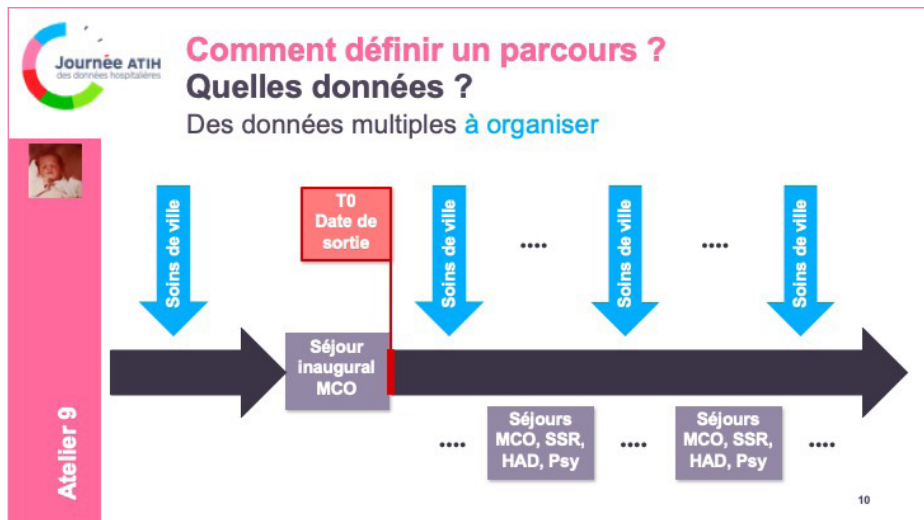 Journée ATIH
des données hospitalières
Comment définir un parcours ?
Quelles données ?
Des données multiples à organiser
Soins de ville
T0
Date de
sortie
Soins de ville
....
Soins de ville
....
Soins de ville
Séjour
inaugural
MCO
....
Séjours
MCO, SSR,
HAD, Psy
....
Séjours
MCO, SSR,
HAD, Psy
....
Atelier 9
10